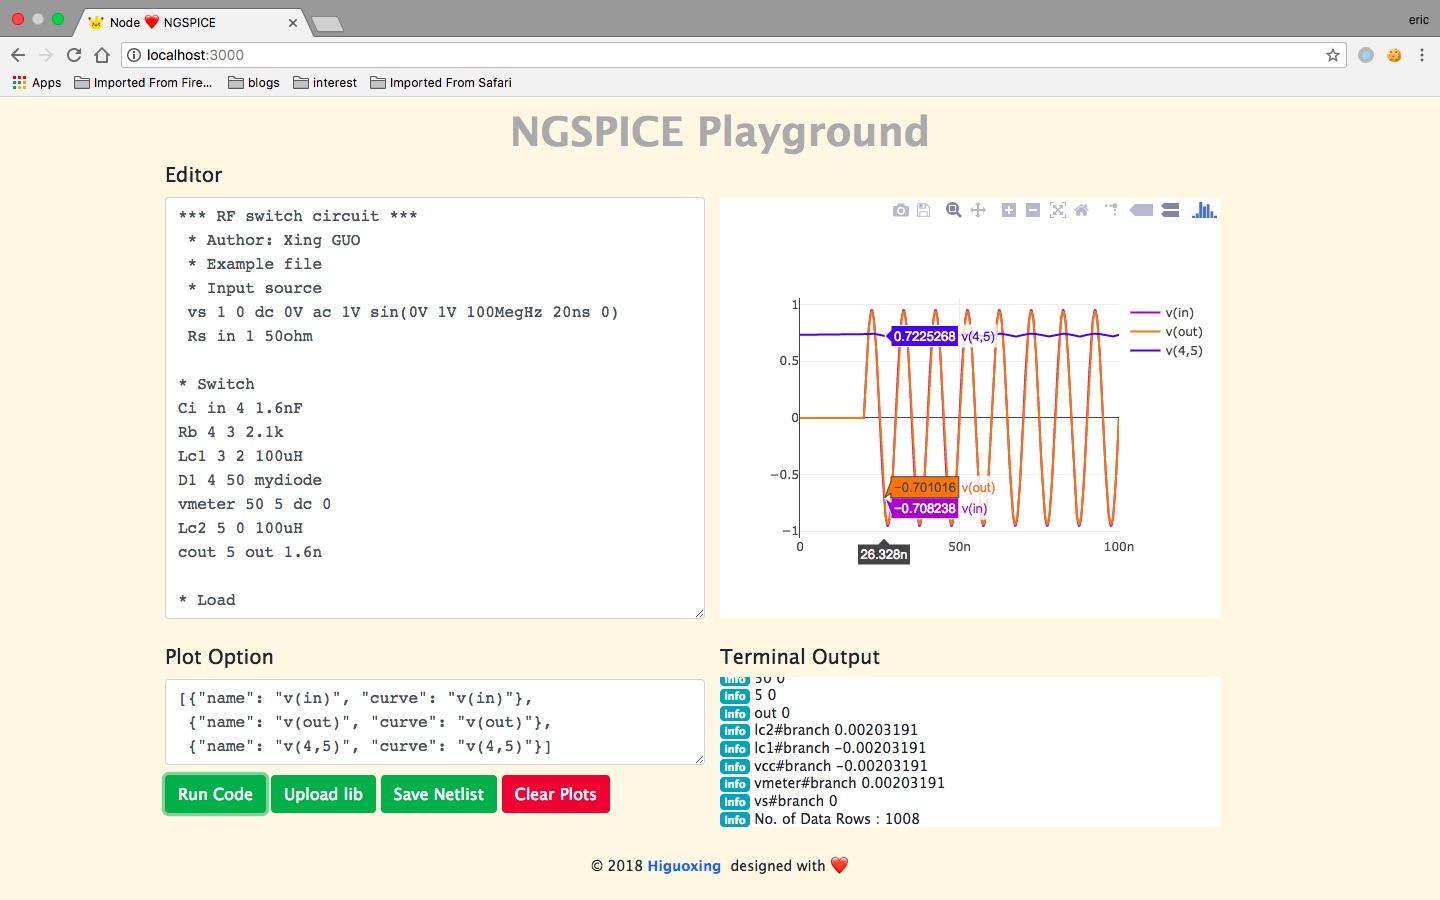 Node ❤️ NGSPICE
eric
localhost:3000
Apps
Imported From Fire...
blogs
interest
Imported From Safari
NGSPICE Playground
Editor
*** RF switch circuit ***
* Author: Xing GUO
* Example file
* Input source
vs 1 0 dc 0V ac 1V sin(0V 1V 100MegHz 20ns 0)
Rs in 1 50ohm
* Switch
Ci in 4 1.6nF
Rb 4 3 2.1k
Lc1 3 2 100uH
D1 4 50 mydiode
vmeter 50 5 dc 0
Lc2 5 0 100uH
cout 5 out 1.6n
* Load
1
0.5
0
−0.5
−1
0
50n
100n
0.7225268 v(4,5)
−0.701016 v(out)
−0.708238 v(in)
26.328n
v(in)
v(out)
v(4,5)
Plot Option
[{"name": "v(in)", "curve": "v(in)"},
{"name": "v(out)", "curve": "v(out)"},
{"name": "v(4,5)", "curve": "v(4,5)"}]
Run Code
Upload lib
Save Netlist
Clear Plots
Terminal Output
Info 50 0
Info 5 0
Info out 0
Info lc2#branch 0.00203191
Info lc1#branch -0.00203191
Info vcc#branch -0.00203191
Info vmeter#branch 0.00203191
Info vs#branch 0
Info No. of Data Rows : 1008
© 2018 Higuoxing designed with ❤️